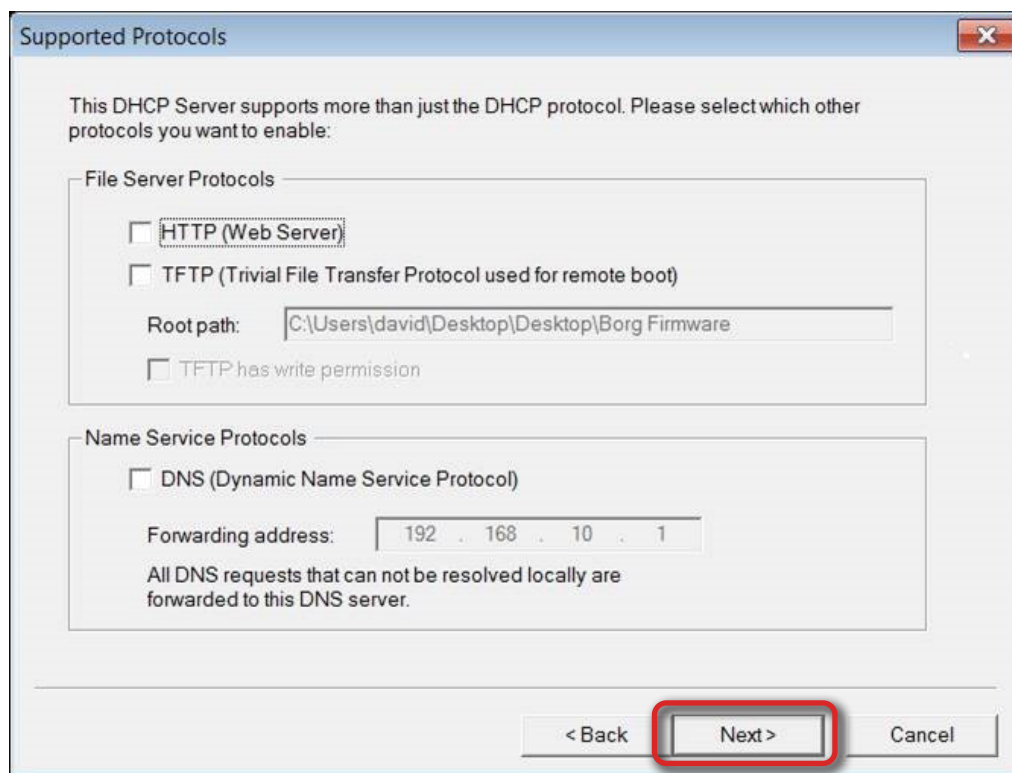 Supported Protocols
This DHCP Server supports more than just the DHCP protocol. Please select which other
protocols you want to enable:
File Server Protocols
HTTP (Web Server)
TFTP (Trivial File Transfer Protocol used for remote boot)
Root path: C:\Users\david\Desktop\Desktop\Borg Firmware
TFTP has write permission
Name Service Protocols
DNS (Dynamic Name Service Protocol)
Forwarding address: 192 . 168 . 10 . 1
All DNS requests that can not be resolved locally are
forwarded to this DNS server.
< Back Next > Cancel